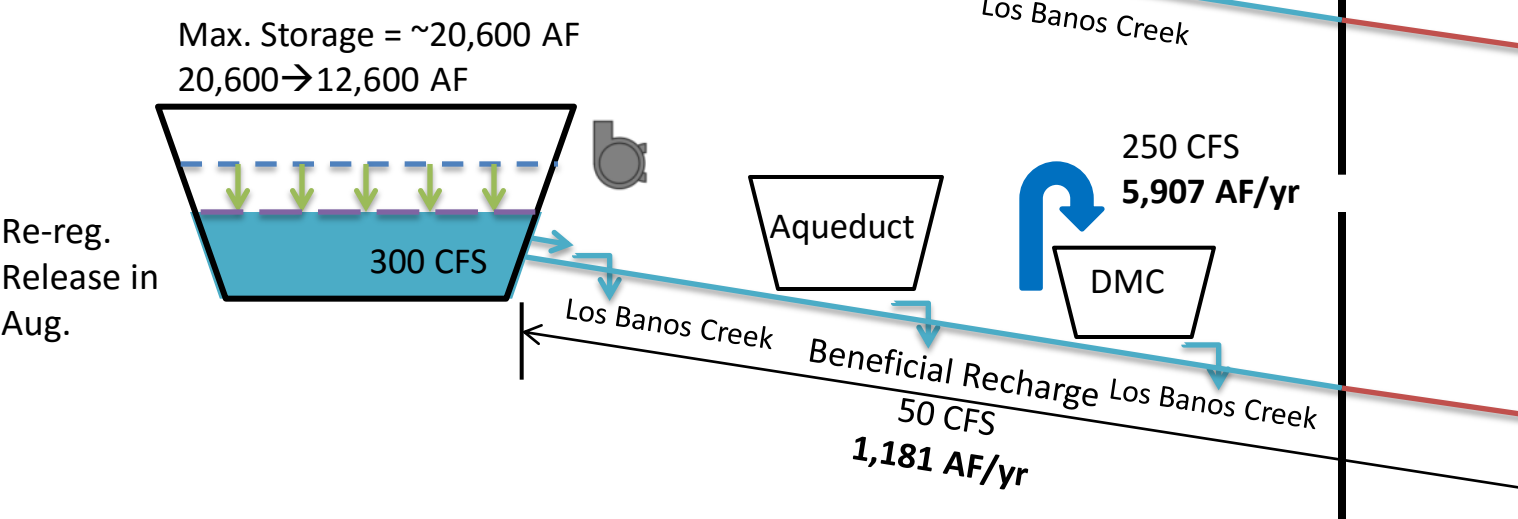 Los Banos Creek
Max. Storage = ~20,600 AF
20,600→12,600 AF
250 CFS
5,907 AF/yr
Re-reg.
Release in
Aug.
300 CFS
Aqueduct
DMC
Los Banos Creek
Beneficial Recharge
Los Banos Creek
50 CFS
1,181 AF/yr